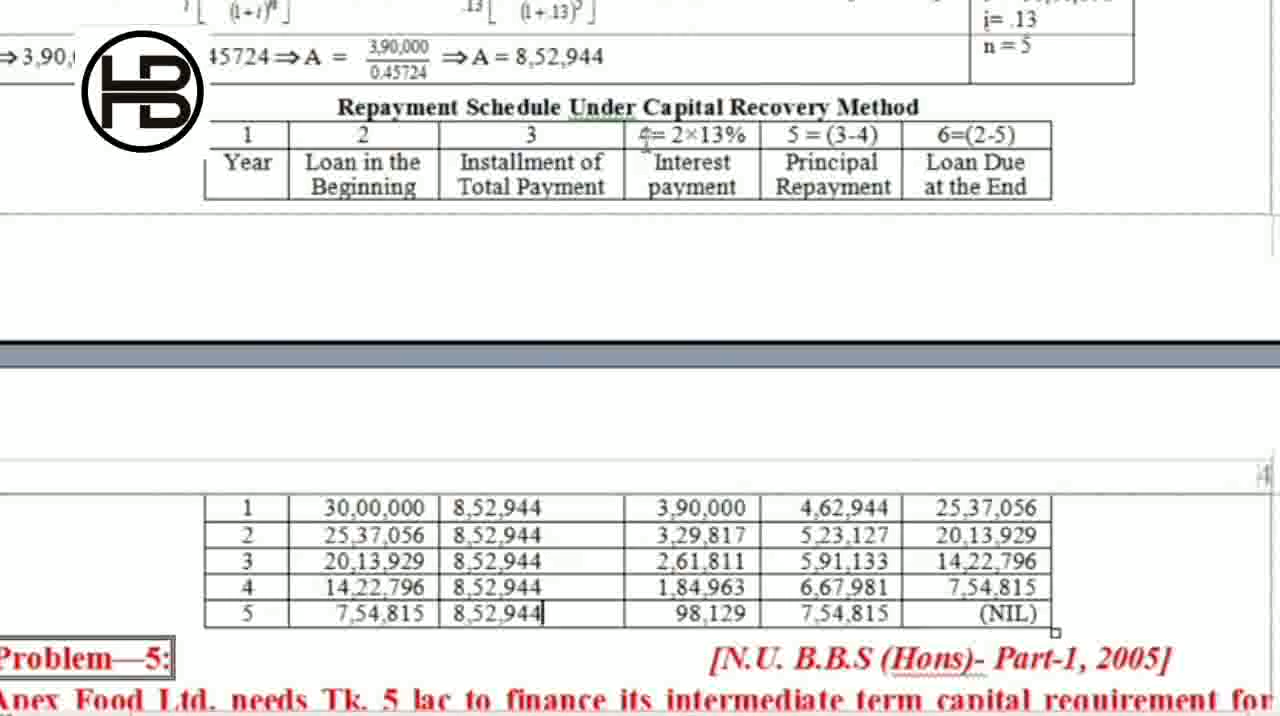 i (1+i)ⁿ .13 (1+.13)⁵
i= .13
n = 5
⇒3,90, 45724⇒A = 3,90,000/0.45724 ⇒A = 8,52,944
HB
Repayment Schedule Under Capital Recovery Method
1 2 3 4= 2×13% 5 = (3-4) 6=(2-5)
Year Loan in the Installment of Interest Principal Loan Due
Beginning Total Payment payment Repayment at the End
4
1 30,00,000 8,52,944 3,90,000 4,62,944 25,37,056
2 25,37,056 8,52,944 3,29,817 5,23,127 20,13,929
3 20,13,929 8,52,944 2,61,811 5,91,133 14,22,796
4 14,22,796 8,52,944 1,84,963 6,67,981 7,54,815
5 7,54,815 8,52,944 98,129 7,54,815 (NIL)
Problem—5: [N.U. B.B.S (Hons)- Part-1, 2005]
Apex Food Ltd. needs Tk. 5 lac to finance its intermediate term capital requirement for